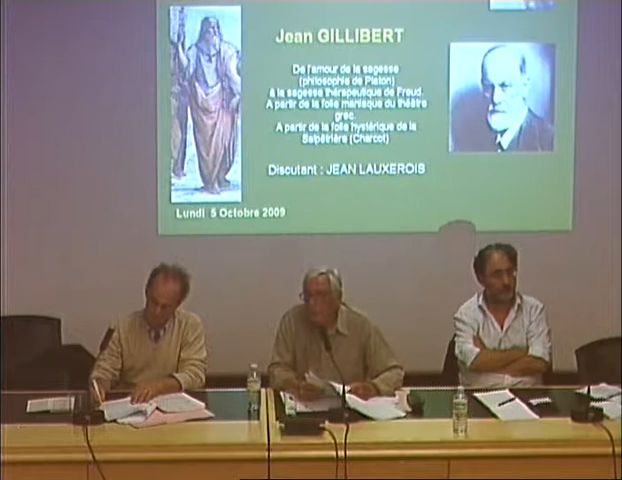 Jean GILLIBERT
De l'amour de la sagesse
(philosophie de Platon)
à la sagesse thérapeutique de Freud.
A partir de la folie maniaque du théâtre
grec.
A partir de la folie hystérique de la
Salpêtrière (Charcot)
Discutant : JEAN LAUXEROIS
Lundi 5 Octobre 2009